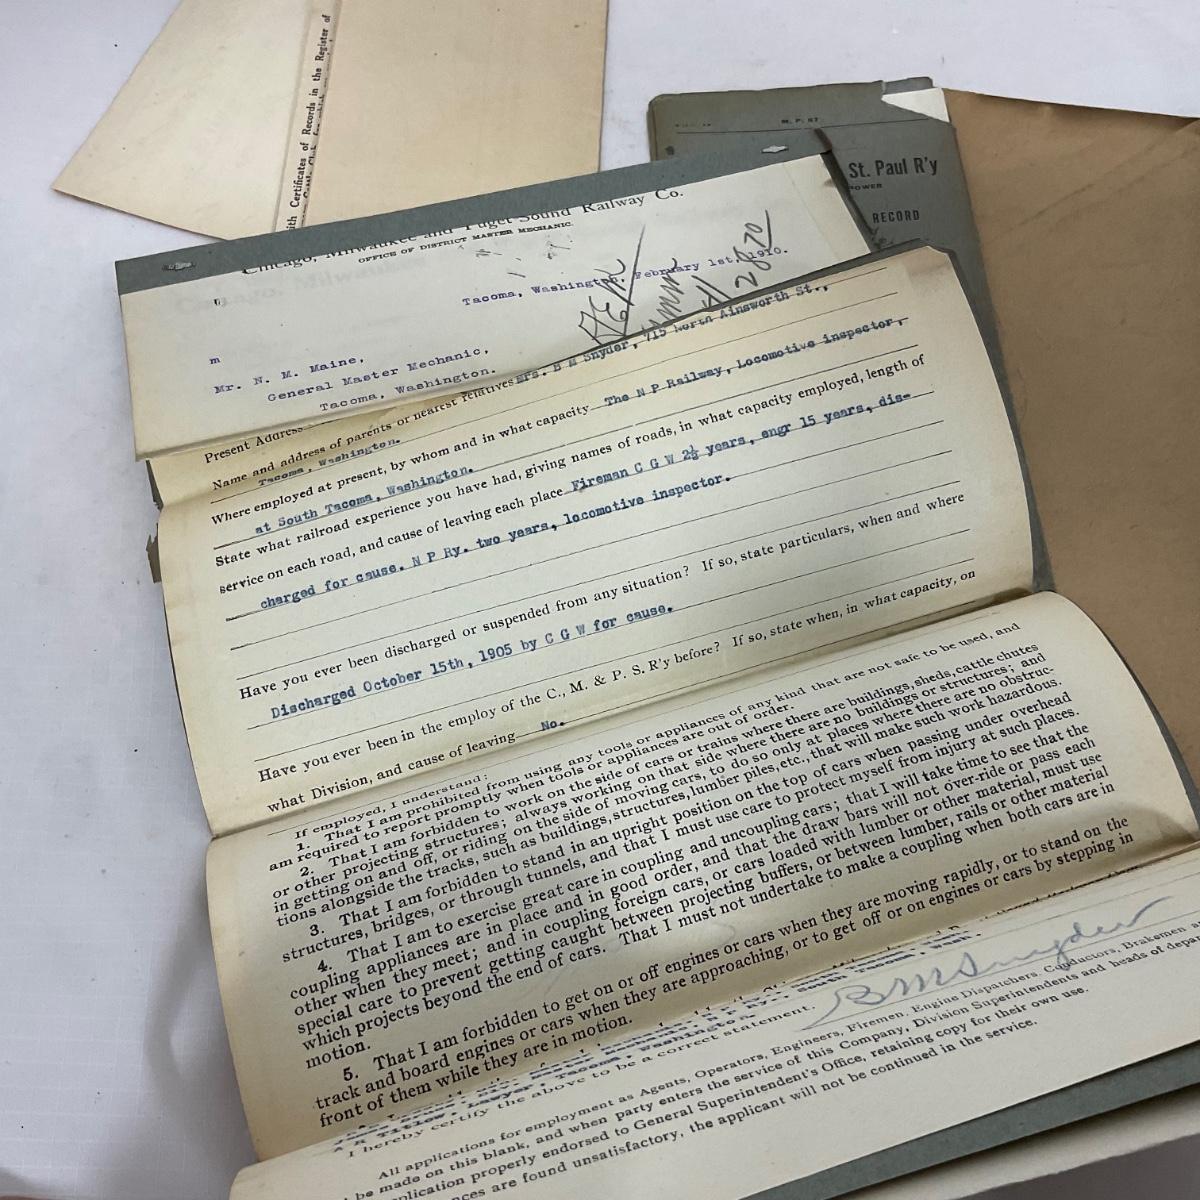 ith Certificates of Records in the Register of
M. P. 87
St. Paul R'y
POWER
RECORD
Chicago, Milwaukee and Puget Sound Railway Co.
OFFICE OF DISTRICT MASTER MECHANIC.
Tacoma, Washington, February 1st, 1910.
2870
m
Mr. N. M. Maine,
General Master Mechanic,
Tacoma, Washington.
Present Address
Name and address of parents or nearest relatives Mrs. B M Snyder, 715 North Ainsworth St.,
Tacoma, Washington.
Where employed at present, by whom and in what capacity The N P Railway, Locomotive inspector,
at South Tacoma, Washington.
State what railroad experience you have had, giving names of roads, in what capacity employed, length of
service on each road, and cause of leaving each place Fireman C G W 2½ years, engr 15 years, dis-
charged for cause. N P Ry. two years, locomotive inspector.
Have you ever been discharged or suspended from any situation? If so, state particulars, when and where
Discharged October 15th, 1905 by C G W for cause.
Have you ever been in the employ of the C., M. & P. S. R'y before? If so, state when, in what capacity, on
what Division, and cause of leaving No.
If employed, I understand:
1. That I am prohibited from using any tools or appliances of any kind that are not safe to be used, and
am required to report promptly when tools or appliances are out of order.
2. That I am forbidden to work on the side of cars or trains where there are buildings, sheds, cattle chutes
or other projecting structures; always working on that side where there are no buildings or structures; and
in getting on and off, or riding on the side of moving cars, to do so only at places where there are no obstruc-
tions alongside the tracks, such as buildings, structures, lumber piles, etc., that will make such work hazardous.
3. That I am forbidden to stand in an upright position on the top of cars when passing under overhead
structures, bridges, or through tunnels, and that I must use care to protect myself from injury at such places.
4. That I am to exercise great care in coupling and uncoupling cars; that I will take time to see that the
coupling appliances are in place and in good order, and that the draw bars will not over-ride or pass each
other when they meet; and in coupling foreign cars, or cars loaded with lumber or other material, must use
special care to prevent getting caught between projecting buffers, or between lumber, rails or other material
which projects beyond the end of cars. That I must not undertake to make a coupling when both cars are in
motion.
5. That I am forbidden to get on or off engines or cars when they are moving rapidly, or to stand on the
track and board engines or cars when they are approaching, or to get off or on engines or cars by stepping in
front of them while they are in motion.
Lawyer, Tacoma, Washington.
I hereby certify the above to be a correct statement. B M Snyder
All applications for employment as Agents, Operators, Engineers, Firemen, Engine Dispatchers, Conductors, Brakemen
be made on this blank, and when party enters the service of this Company, Division Superintendents and heads of depar
plication properly endorsed to General Superintendent's Office, retaining copy for their own use.
nces are found unsatisfactory, the applicant will not be continued in the service.